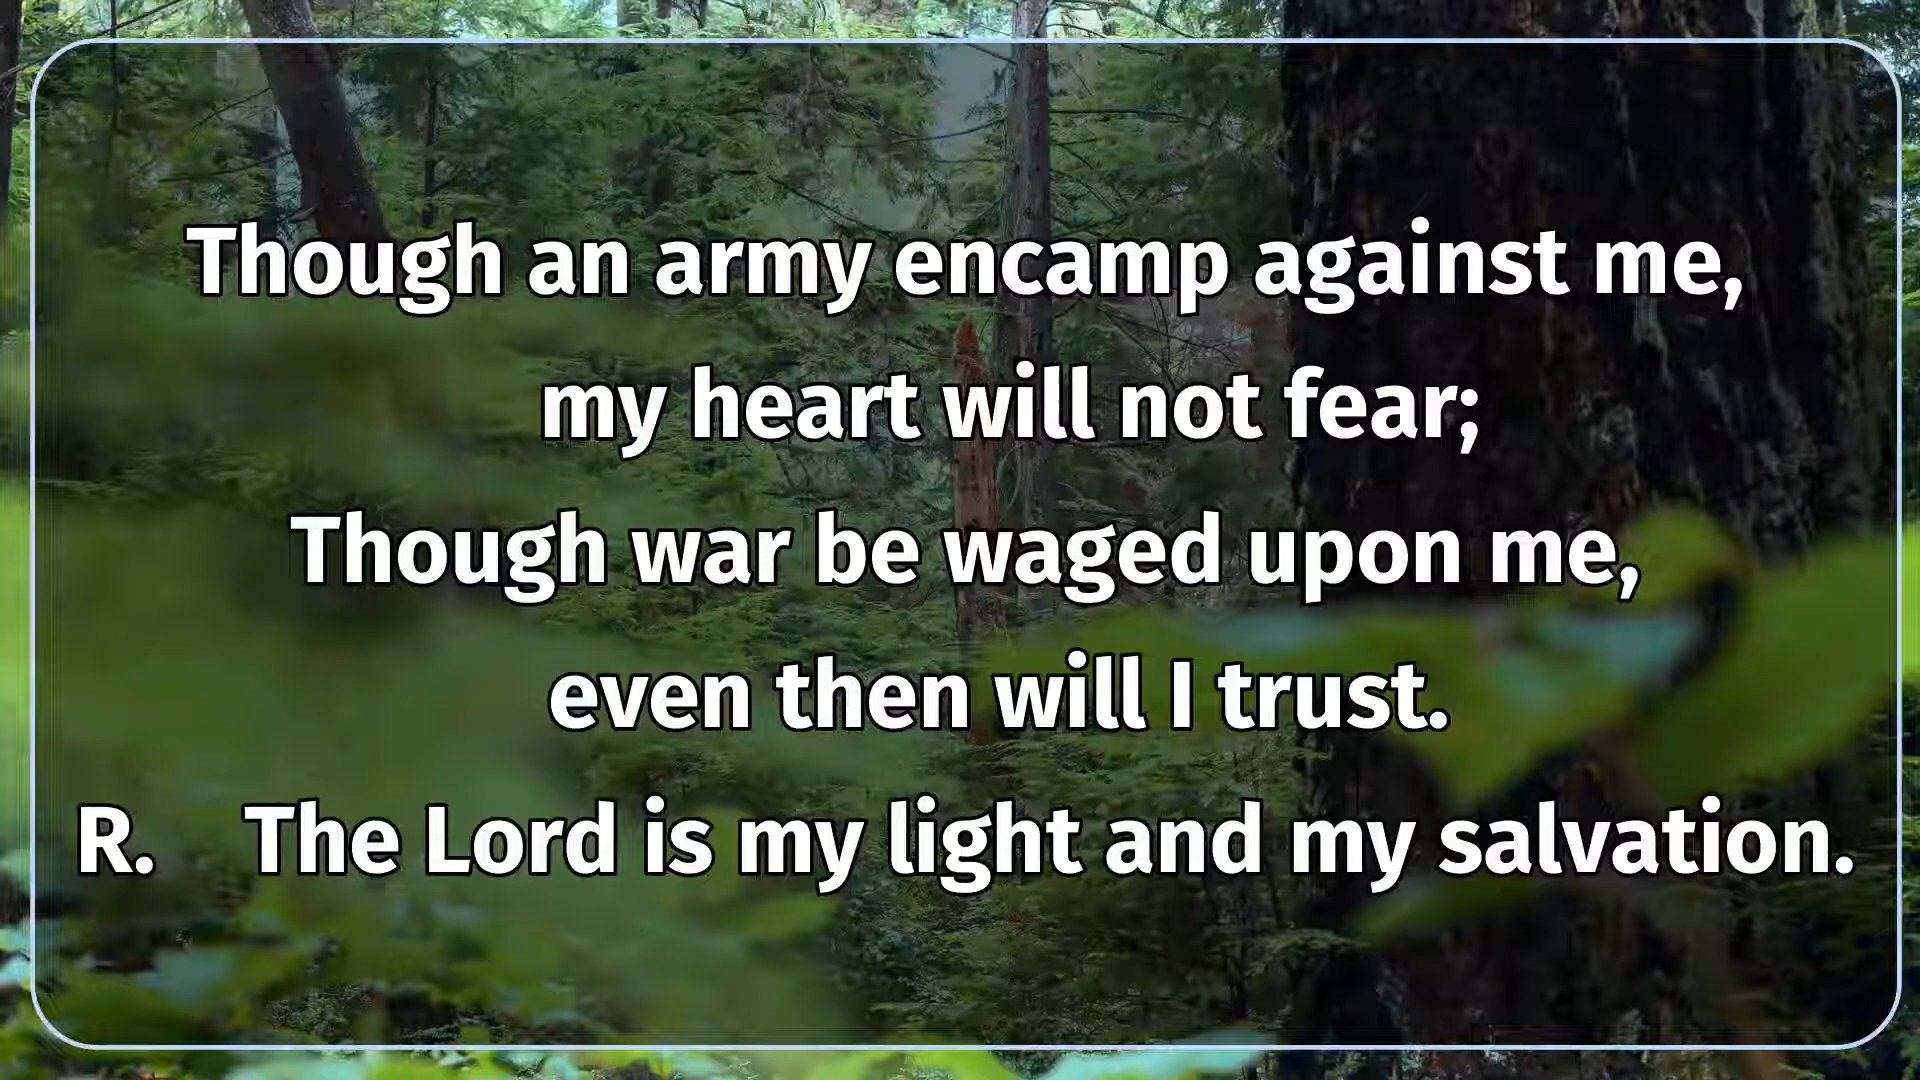 Though an army encamp against me,
my heart will not fear;
Though war be waged upon me,
even then will I trust.
R. The Lord is my light and my salvation.